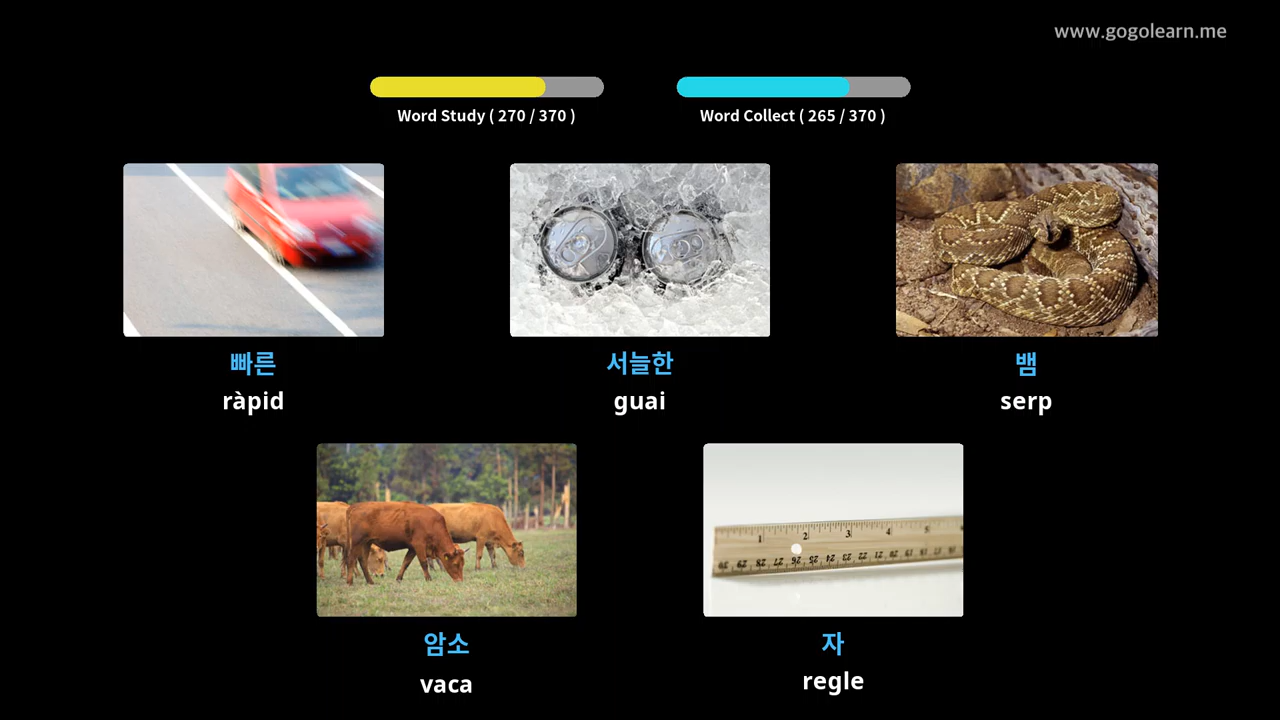 www.gogolearn.me
Word Study ( 270 / 370 )
Word Collect ( 265 / 370 )
빠른
ràpid
서늘한
guai
뱀
serp
암소
vaca
자
regle